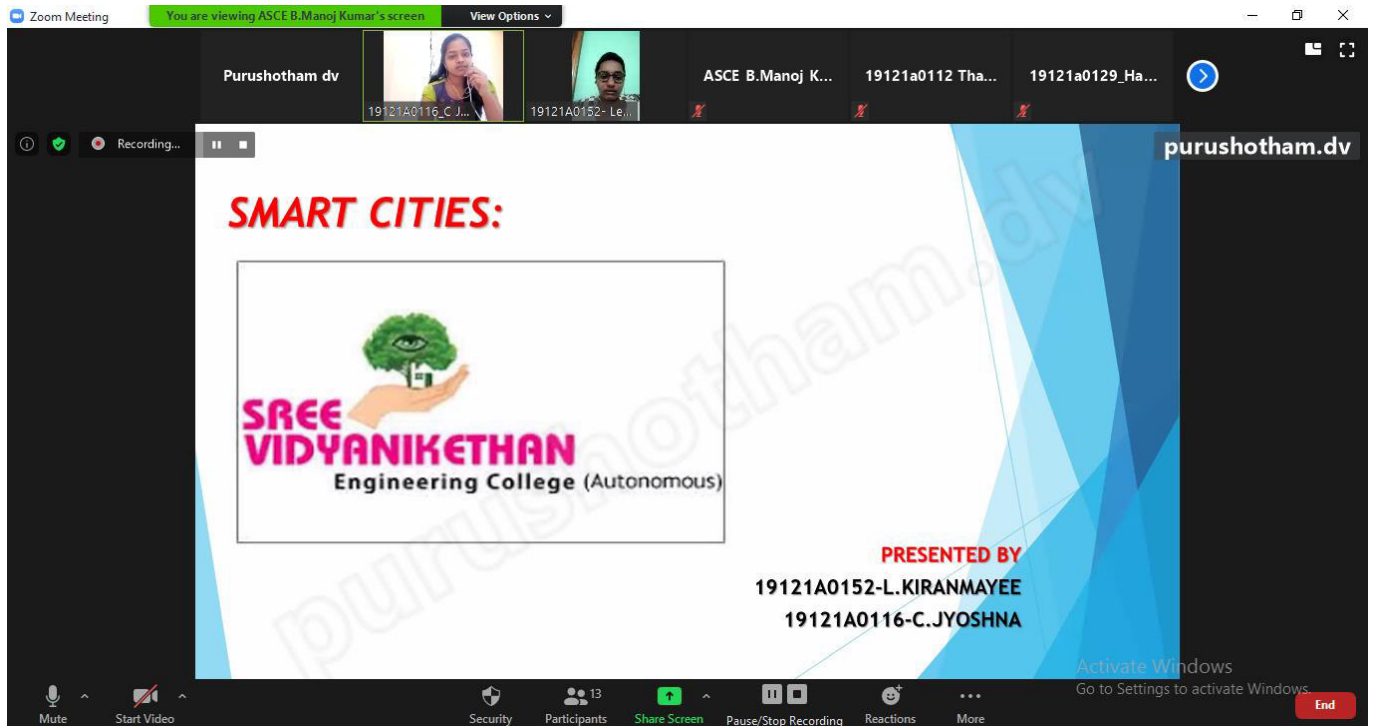 Zoom Meeting
You are viewing ASCE B.Manoj Kumar's screen
View Options
Purushotham dv
19121A0116_C J...
19121A0152- Le...
ASCE B.Manoj K...
19121a0112 Tha...
19121a0129_Ha...
Recording...
purushotham.dv
SMART CITIES:
SREE
VIDYANIKETHAN
Engineering College (Autonomous)
purushotham.dv
PRESENTED BY
19121A0152-L.KIRANMAYEE
19121A0116-C.JYOSHNA
Activate Windows
Go to Settings to activate Windows.
Mute
Start Video
Security
13
Participants
Share Screen
Pause/Stop Recording
Reactions
More
End